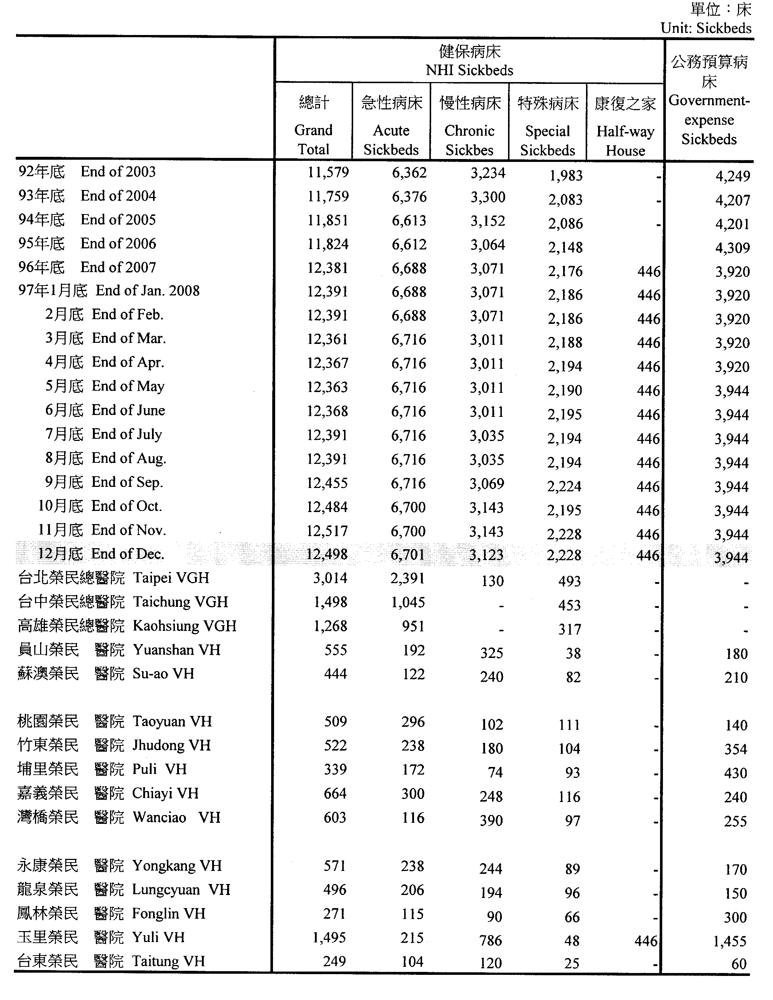 單位：床
Unit: Sickbeds
健保病床
NHI Sickbeds
公務預算病
床
Government-
expense
Sickbeds
總計 急性病床 慢性病床 特殊病床 康復之家
Grand Acute Chronic Special Half-way
Total Sickbeds Sickbes Sickbeds House
92年底 End of 2003 11,579 6,362 3,234 1,983 - 4,249
93年底 End of 2004 11,759 6,376 3,300 2,083 - 4,207
94年底 End of 2005 11,851 6,613 3,152 2,086 - 4,201
95年底 End of 2006 11,824 6,612 3,064 2,148 4,309
96年底 End of 2007 12,381 6,688 3,071 2,176 446 3,920
97年1月底 End of Jan. 2008 12,391 6,688 3,071 2,186 446 3,920
2月底 End of Feb. 12,391 6,688 3,071 2,186 446 3,920
3月底 End of Mar. 12,361 6,716 3,011 2,188 446 3,920
4月底 End of Apr. 12,367 6,716 3,011 2,194 446 3,920
5月底 End of May 12,363 6,716 3,011 2,190 446 3,944
6月底 End of June 12,368 6,716 3,011 2,195 446 3,944
7月底 End of July 12,391 6,716 3,035 2,194 446 3,944
8月底 End of Aug. 12,391 6,716 3,035 2,194 446 3,944
9月底 End of Sep. 12,455 6,716 3,069 2,224 446 3,944
10月底 End of Oct. 12,484 6,700 3,143 2,195 446 3,944
11月底 End of Nov. 12,517 6,700 3,143 2,228 446 3,944
12月底 End of Dec. 12,498 6,701 3,123 2,228 446 3,944
台北榮民總醫院 Taipei VGH 3,014 2,391 130 493 - -
台中榮民總醫院 Taichung VGH 1,498 1,045 - 453 - -
高雄榮民總醫院 Kaohsiung VGH 1,268 951 - 317 - -
員山榮民 醫院 Yuanshan VH 555 192 325 38 - 180
蘇澳榮民 醫院 Su-ao VH 444 122 240 82 - 210
桃園榮民 醫院 Taoyuan VH 509 296 102 111 - 140
竹東榮民 醫院 Jhudong VH 522 238 180 104 - 354
埔里榮民 醫院 Puli VH 339 172 74 93 - 430
嘉義榮民 醫院 Chiayi VH 664 300 248 116 - 240
灣橋榮民 醫院 Wanciao VH 603 116 390 97 - 255
永康榮民 醫院 Yongkang VH 571 238 244 89 - 170
龍泉榮民 醫院 Lungcyuan VH 496 206 194 96 - 150
鳳林榮民 醫院 Fonglin VH 271 115 90 66 - 300
玉里榮民 醫院 Yuli VH 1,495 215 786 48 446 1,455
台東榮民 醫院 Taitung VH 249 104 120 25 - 60